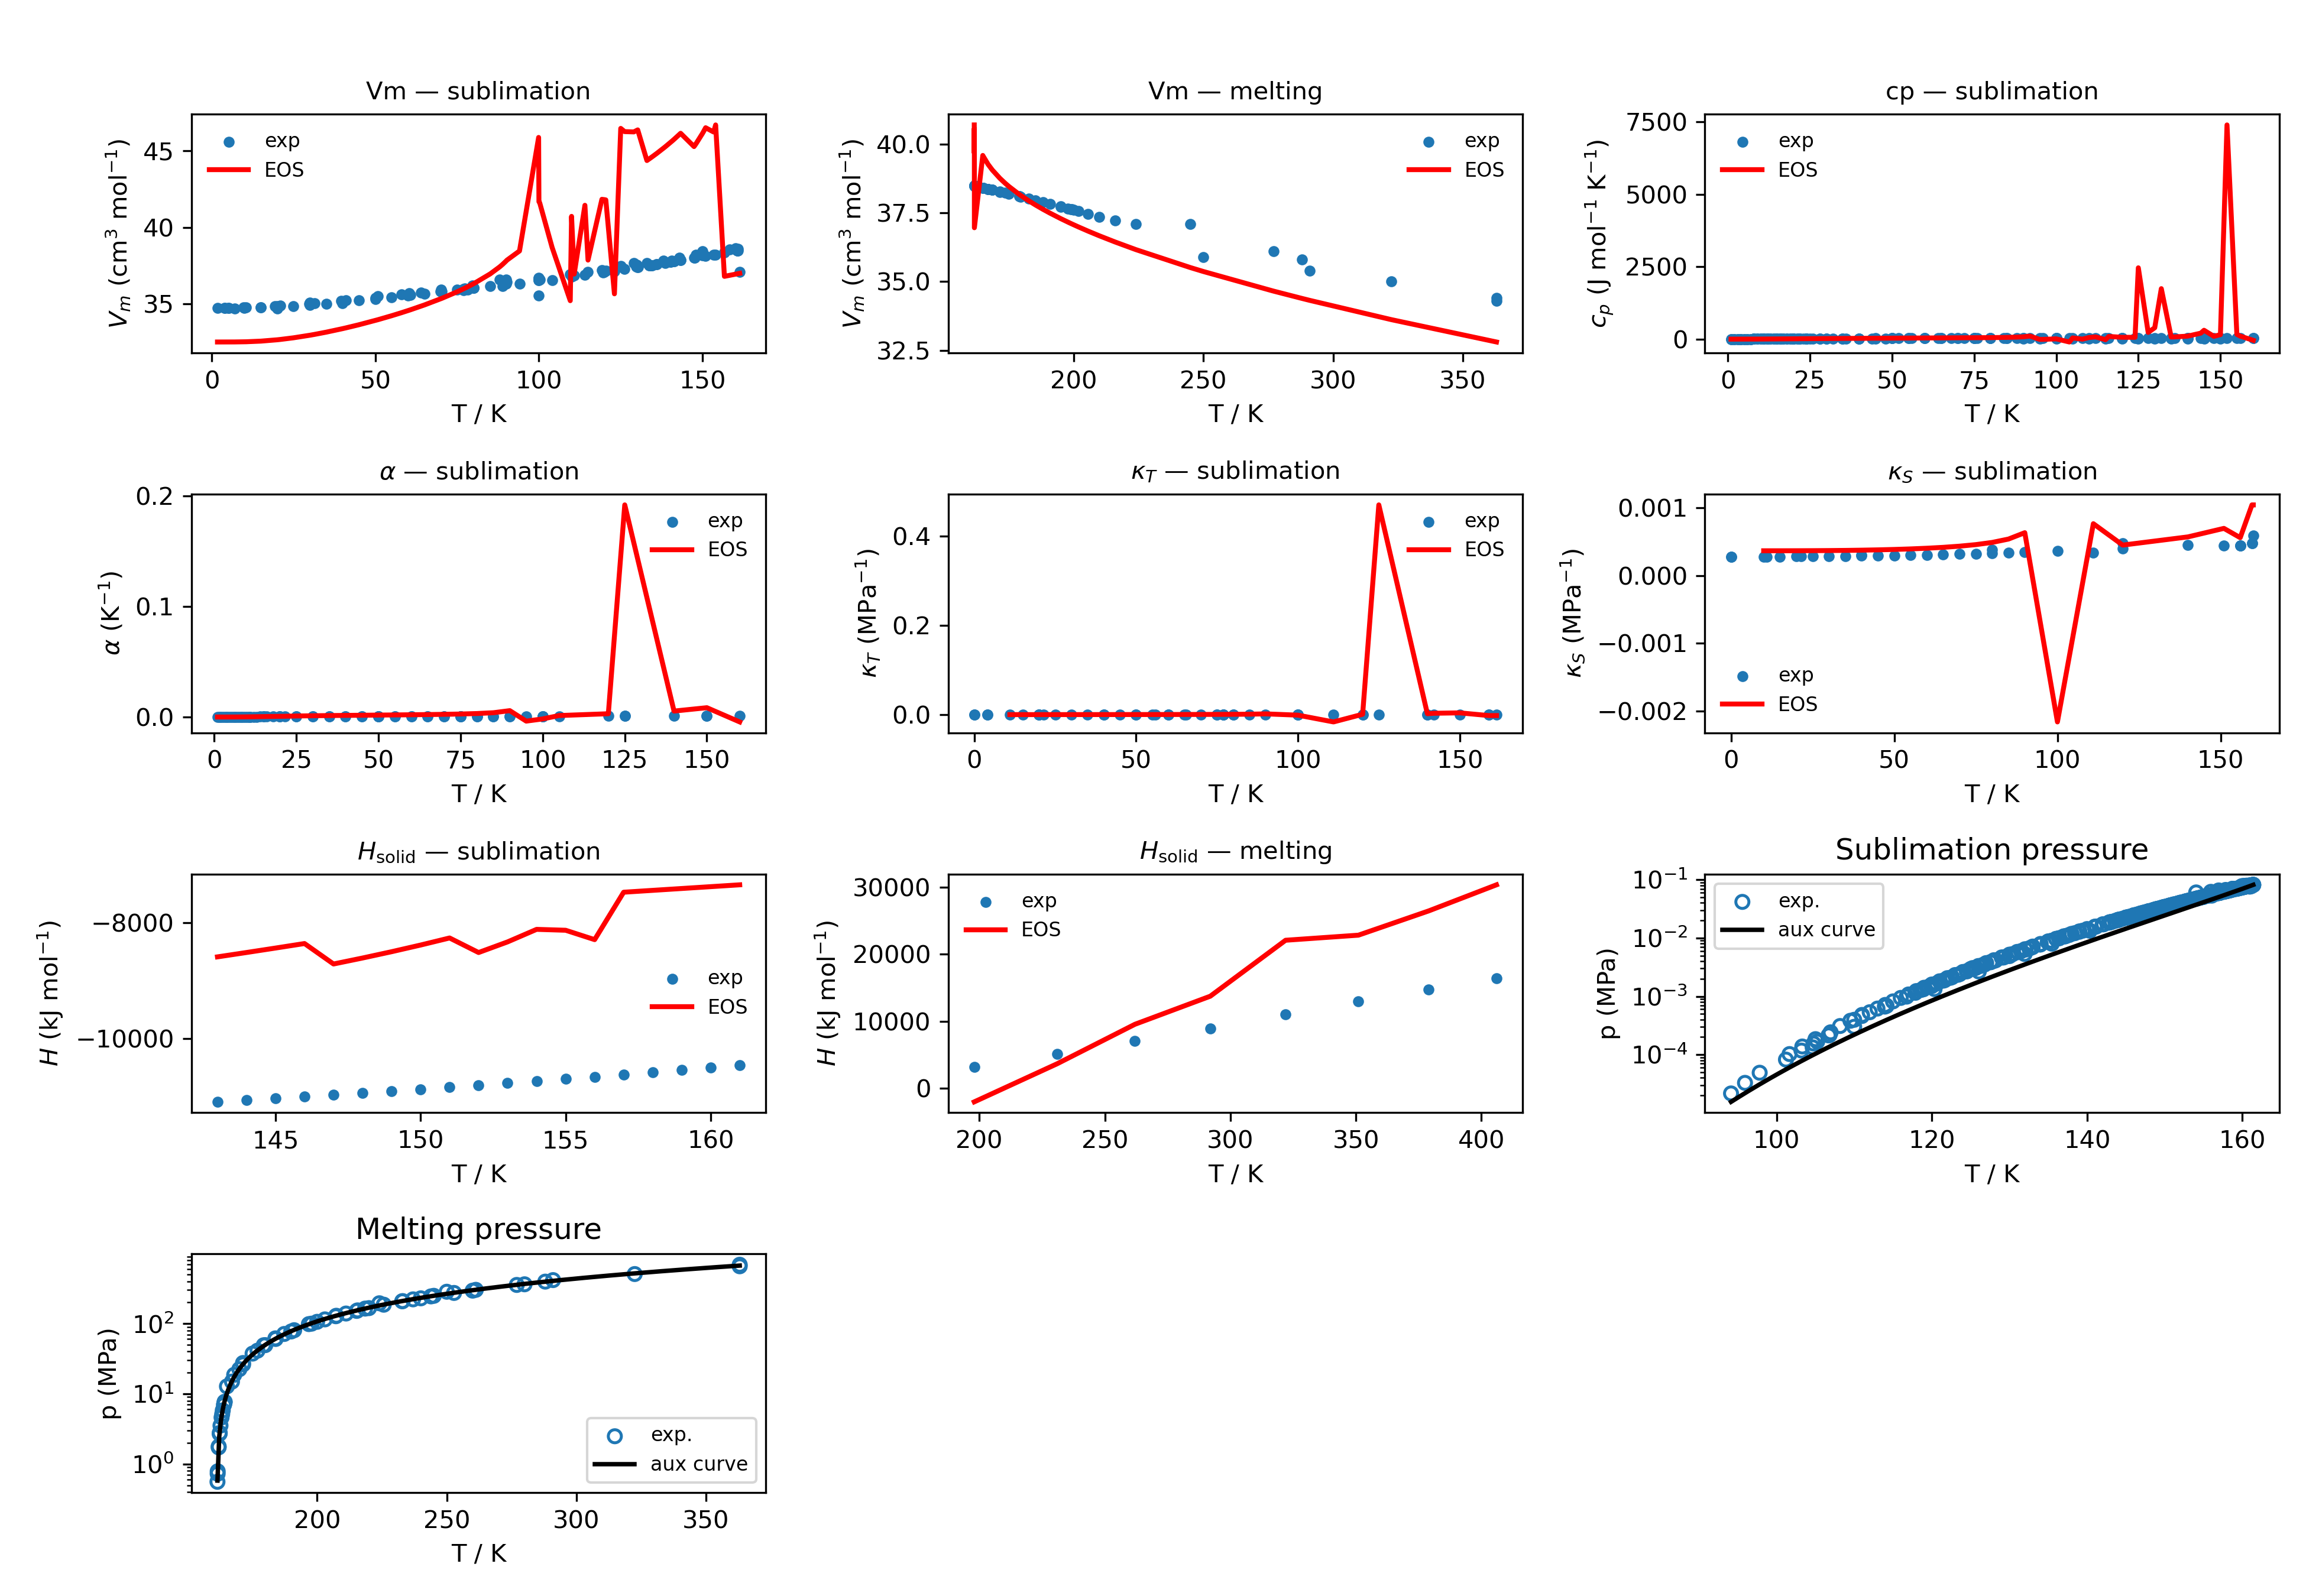 Vm — sublimation
V_m (cm³ mol⁻¹)
45
40
35
exp
EOS
0 50 100 150
T / K
Vm — melting
V_m (cm³ mol⁻¹)
40.0
37.5
35.0
32.5
exp
EOS
200 250 300 350
T / K
cp — sublimation
c_p (J mol⁻¹ K⁻¹)
7500
5000
2500
0
exp
EOS
0 25 50 75 100 125 150
T / K
α — sublimation
α (K⁻¹)
0.2
0.1
0.0
exp
EOS
0 25 50 75 100 125 150
T / K
κ_T — sublimation
κ_T (MPa⁻¹)
0.4
0.2
0.0
exp
EOS
0 50 100 150
T / K
κ_S — sublimation
κ_S (MPa⁻¹)
0.001
0.000
−0.001
−0.002
exp
EOS
0 50 100 150
T / K
H_solid — sublimation
H (kJ mol⁻¹)
−8000
−10000
exp
EOS
145 150 155 160
T / K
H_solid — melting
H (kJ mol⁻¹)
30000
20000
10000
0
exp
EOS
200 250 300 350 400
T / K
Sublimation pressure
p (MPa)
10⁻¹
10⁻²
10⁻³
10⁻⁴
exp.
aux curve
100 120 140 160
T / K
Melting pressure
p (MPa)
10²
10¹
10⁰
exp.
aux curve
200 250 300 350
T / K